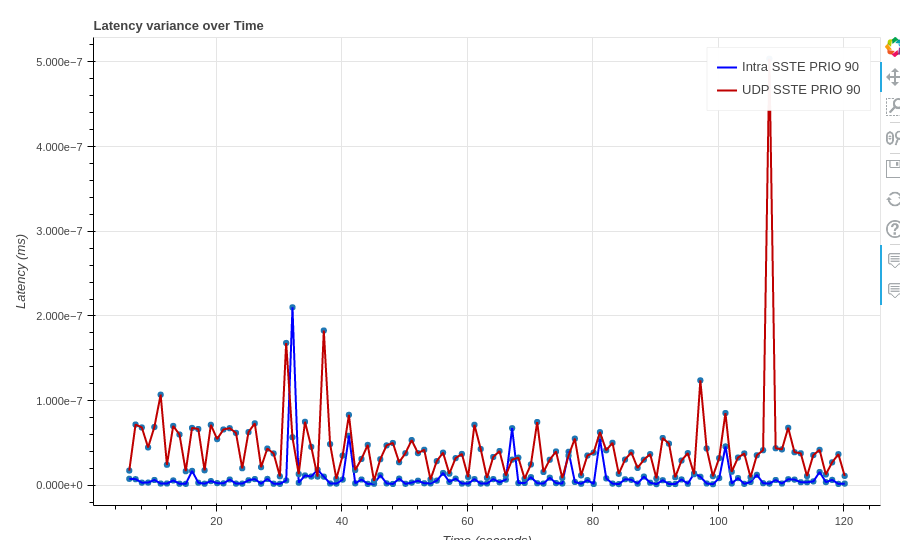 Latency variance over Time
Intra SSTE PRIO 90
UDP SSTE PRIO 90
Latency (ms)
5.000e−7
4.000e−7
3.000e−7
2.000e−7
1.000e−7
0.000e+0
20 40 60 80 100 120
Time (seconds)